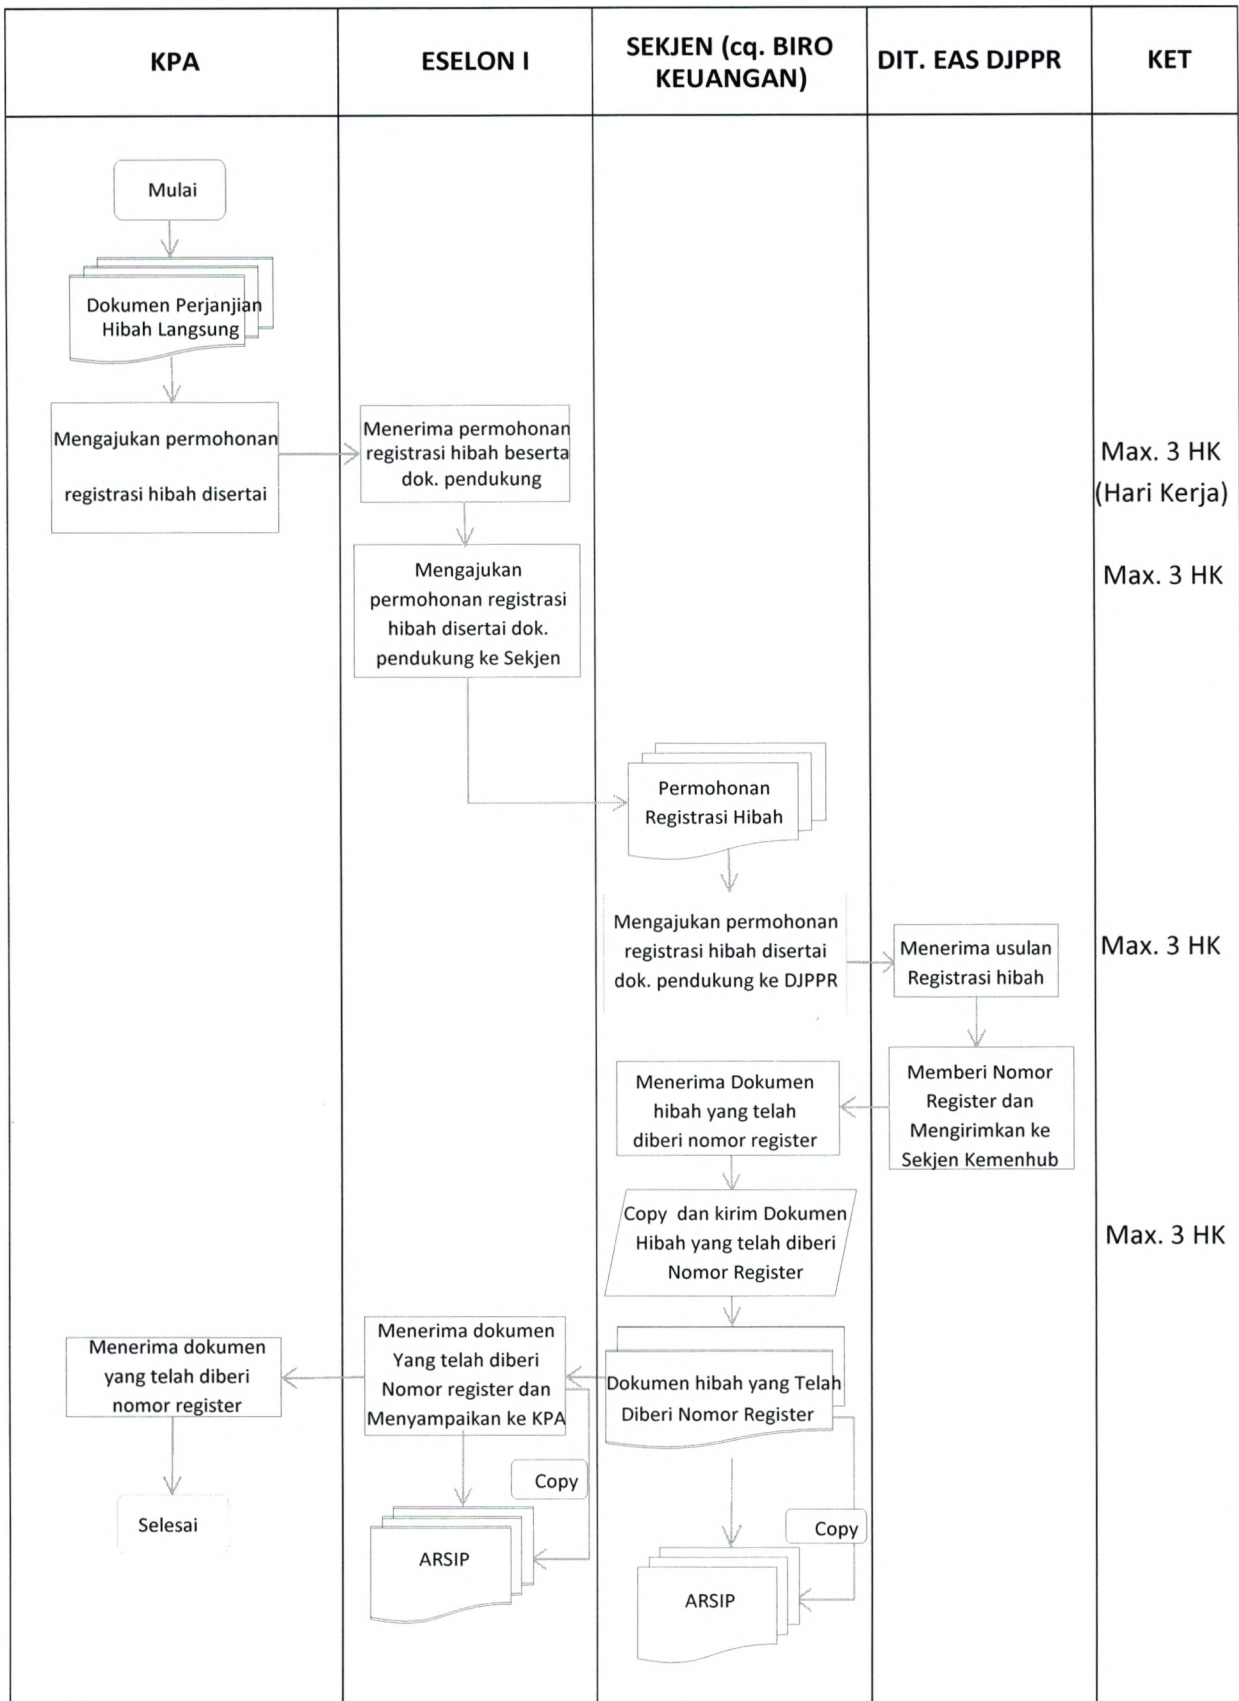 KPA
ESELON I
SEKJEN (cq. BIRO
KEUANGAN)
DIT. EAS DJPPR
KET
Mulai
Dokumen Perjanjian
Hibah Langsung
Mengajukan permohonan
registrasi hibah disertai
Menerima permohonan
registrasi hibah beserta
dok. pendukung
Max. 3 HK
(Hari Kerja)
Mengajukan
permohonan registrasi
hibah disertai dok.
pendukung ke Sekjen
Max. 3 HK
Permohonan
Registrasi Hibah
Mengajukan permohonan
registrasi hibah disertai
dok. pendukung ke DJPPR
Menerima usulan
Registrasi hibah
Max. 3 HK
Memberi Nomor
Register dan
Mengirimkan ke
Sekjen Kemenhub
Menerima Dokumen
hibah yang telah
diberi nomor register
Copy dan kirim Dokumen
Hibah yang telah diberi
Nomor Register
Max. 3 HK
Dokumen hibah yang Telah
Diberi Nomor Register
Menerima dokumen
Yang telah diberi
Nomor register dan
Menyampaikan ke KPA
Menerima dokumen
yang telah diberi
nomor register
Copy
Copy
Selesai
ARSIP
ARSIP